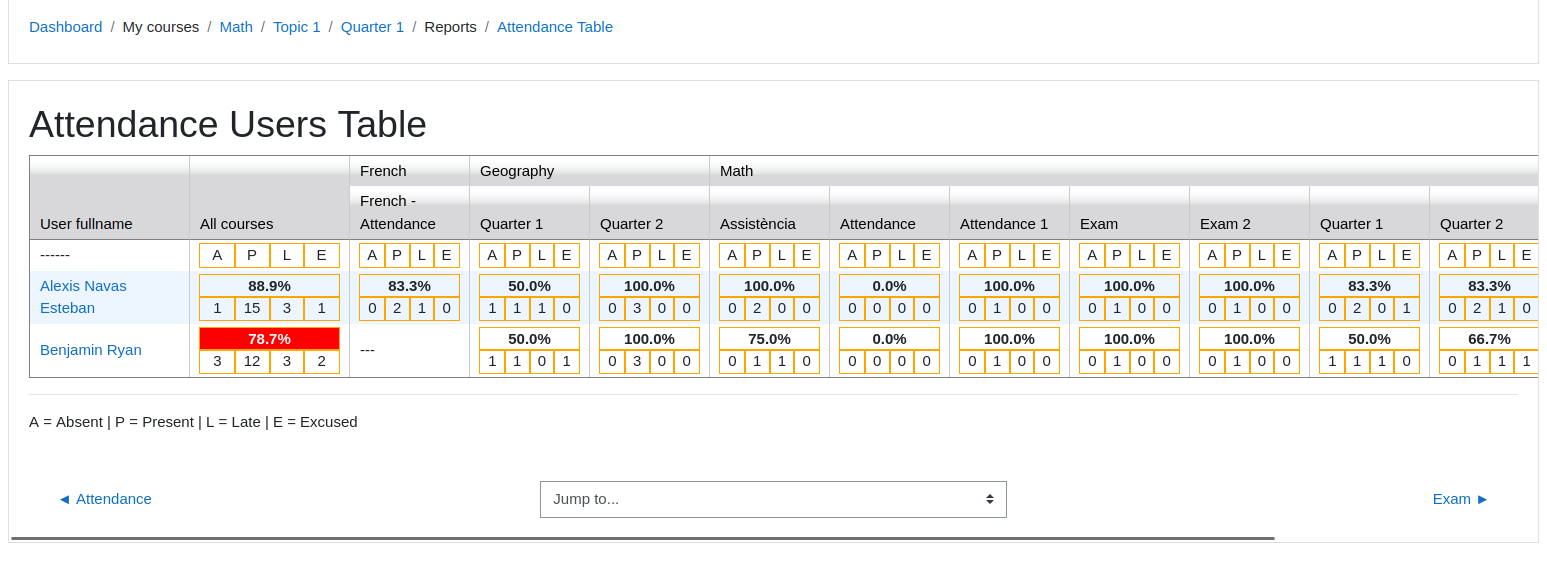 Dashboard / My courses / Math / Topic 1 / Quarter 1 / Reports / Attendance Table
Attendance Users Table
French Geography Math
French -
User fullname All courses Attendance Quarter 1 Quarter 2 Assistència Attendance Attendance 1 Exam Exam 2 Quarter 1 Quarter 2
------ A P L E A P L E A P L E A P L E A P L E A P L E A P L E A P L E A P L E A P L E A P L E
Alexis Navas 88.9% 83.3% 50.0% 100.0% 100.0% 0.0% 100.0% 100.0% 100.0% 83.3% 83.3%
Esteban 1 15 3 1 0 2 1 0 1 1 1 0 0 3 0 0 0 2 0 0 0 0 0 0 0 1 0 0 0 1 0 0 0 1 0 0 0 2 0 1 0 2 1 0
78.7% 50.0% 100.0% 75.0% 0.0% 100.0% 100.0% 100.0% 50.0% 66.7%
Benjamin Ryan ---
3 12 3 2 1 1 0 1 0 3 0 0 0 1 1 0 0 0 0 0 0 1 0 0 0 1 0 0 0 1 0 0 1 1 1 0 0 1 1 1
A = Absent | P = Present | L = Late | E = Excused
◄ Attendance Jump to... Exam ►